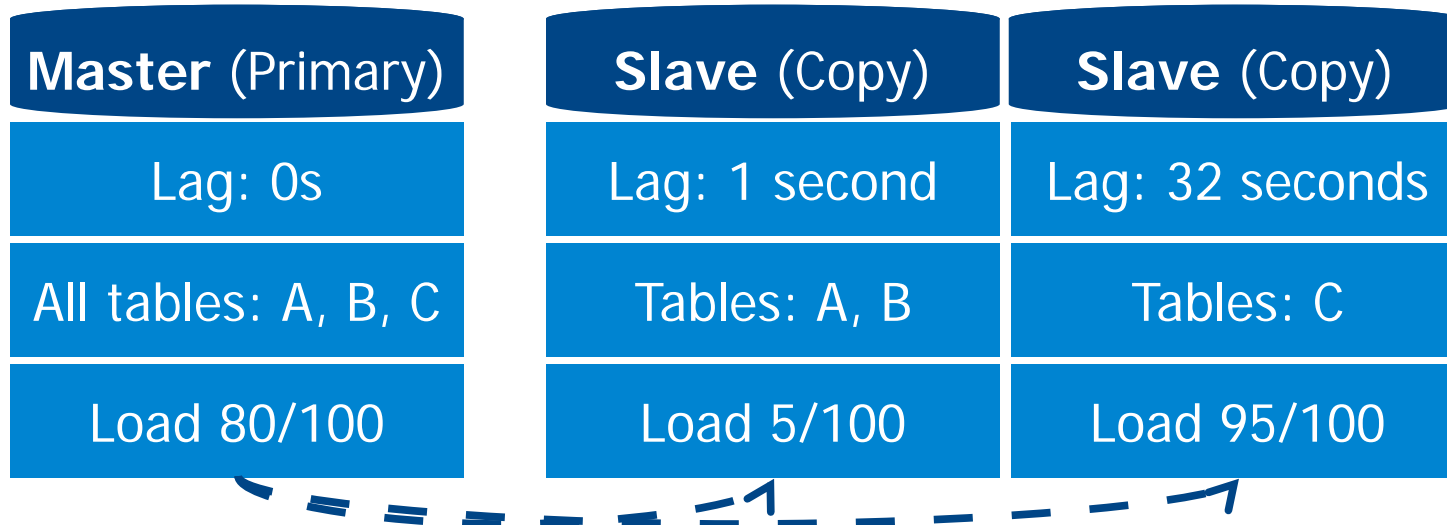 Master (Primary)
Lag: 0s
All tables: A, B, C
Load 80/100
Slave (Copy)
Lag: 1 second
Tables: A, B
Load 5/100
Slave (Copy)
Lag: 32 seconds
Tables: C
Load 95/100